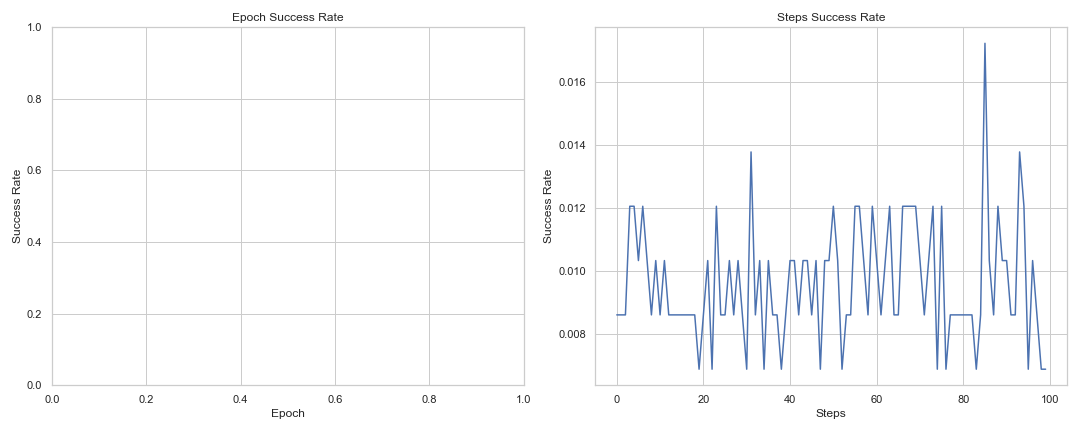 Epoch Success Rate
1.0
0.8
0.6
0.4
0.2
0.0
Success Rate
0.0 0.2 0.4 0.6 0.8 1.0
Epoch
Steps Success Rate
0.016
0.014
0.012
0.010
0.008
Success Rate
0 20 40 60 80 100
Steps